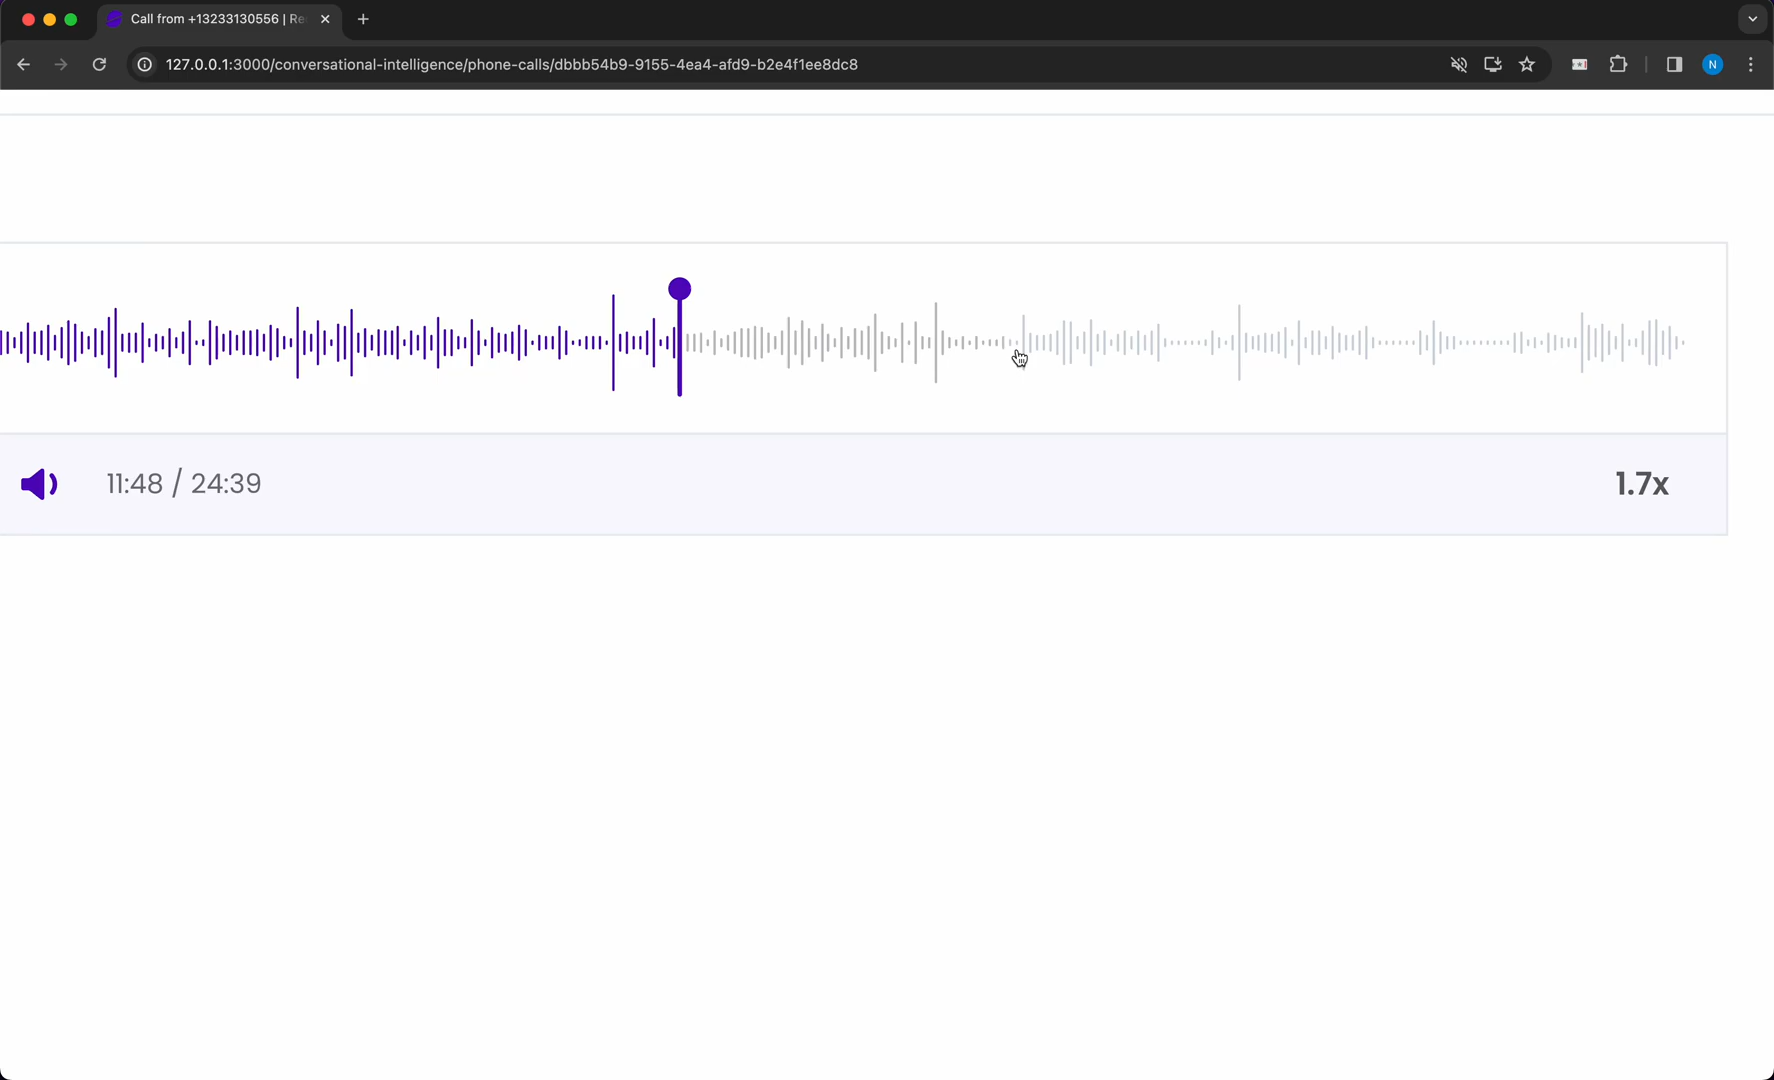 Call from +13233130556 | Re
127.0.0.1:3000/conversational-intelligence/phone-calls/dbbb54b9-9155-4ea4-afd9-b2e4f1ee8dc8
N
11:48 / 24:39
1.7x